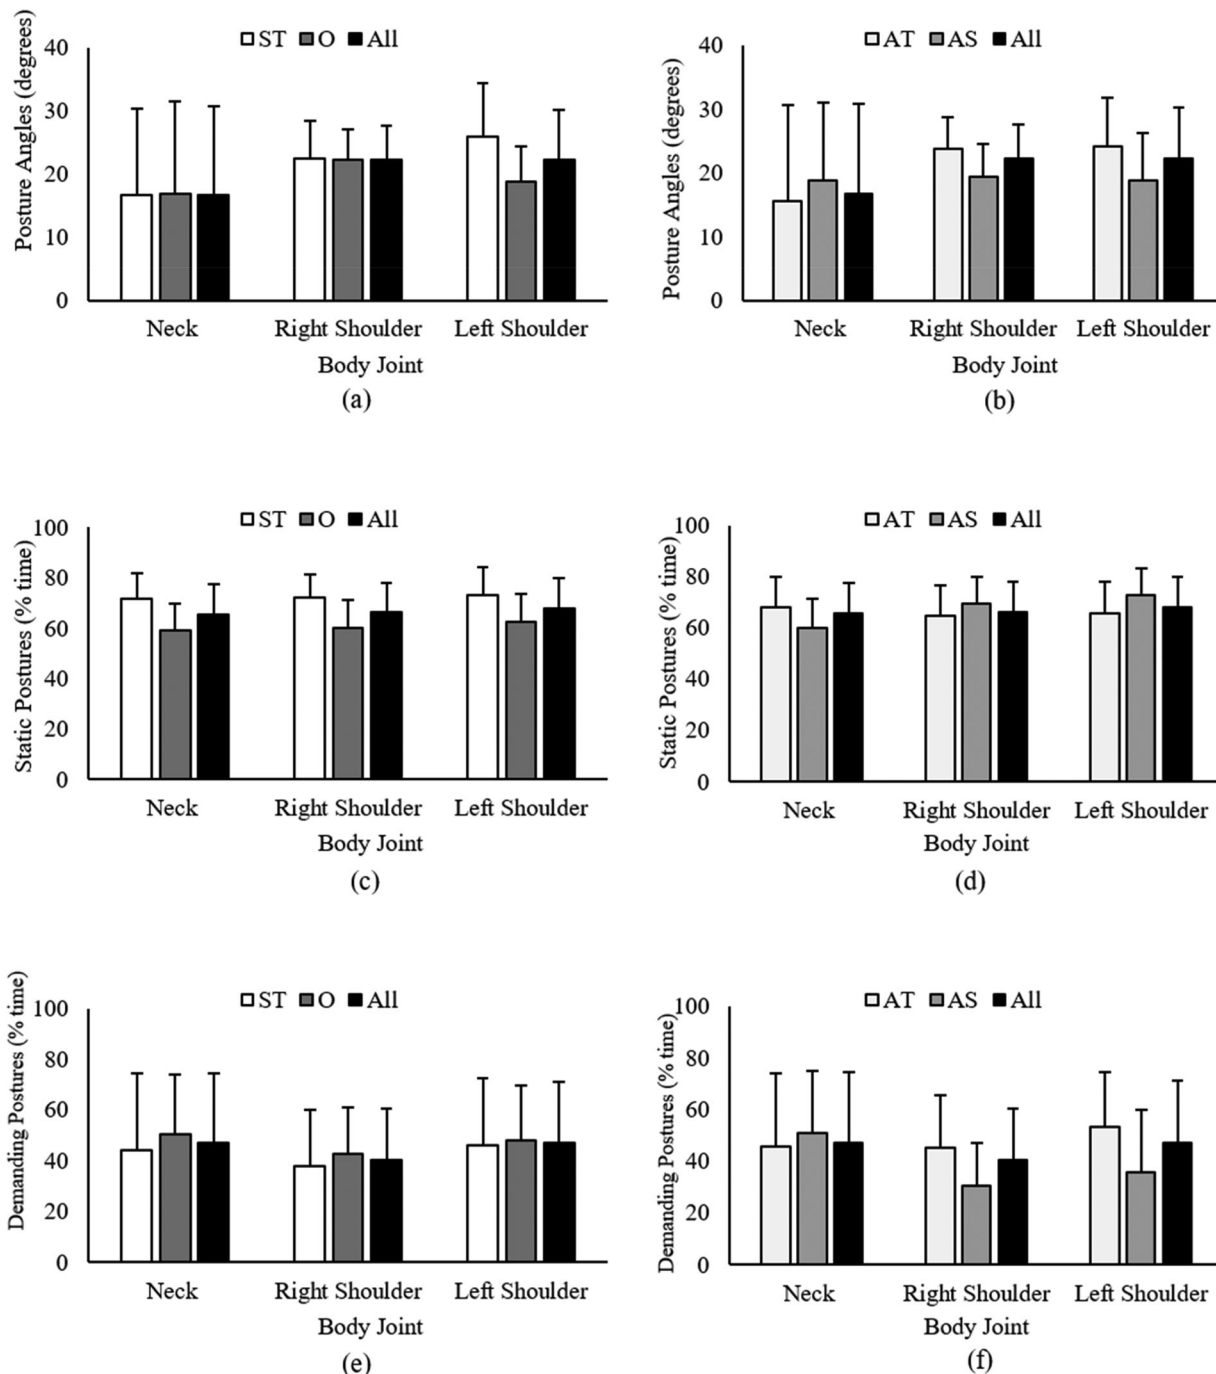 ST O All
Posture Angles (degrees)
40
30
20
10
0
Neck Right Shoulder Left Shoulder
Body Joint
(a)
AT AS All
Posture Angles (degrees)
40
30
20
10
0
Neck Right Shoulder Left Shoulder
Body Joint
(b)
ST O All
Static Postures (% time)
100
80
60
40
20
0
Neck Right Shoulder Left Shoulder
Body Joint
(c)
AT AS All
Static Postures (% time)
100
80
60
40
20
0
Neck Right Shoulder Left Shoulder
Body Joint
(d)
ST O All
Demanding Postures (% time)
100
80
60
40
20
0
Neck Right Shoulder Left Shoulder
Body Joint
(e)
AT AS All
Demanding Postures (% time)
100
80
60
40
20
0
Neck Right Shoulder Left Shoulder
Body Joint
(f)